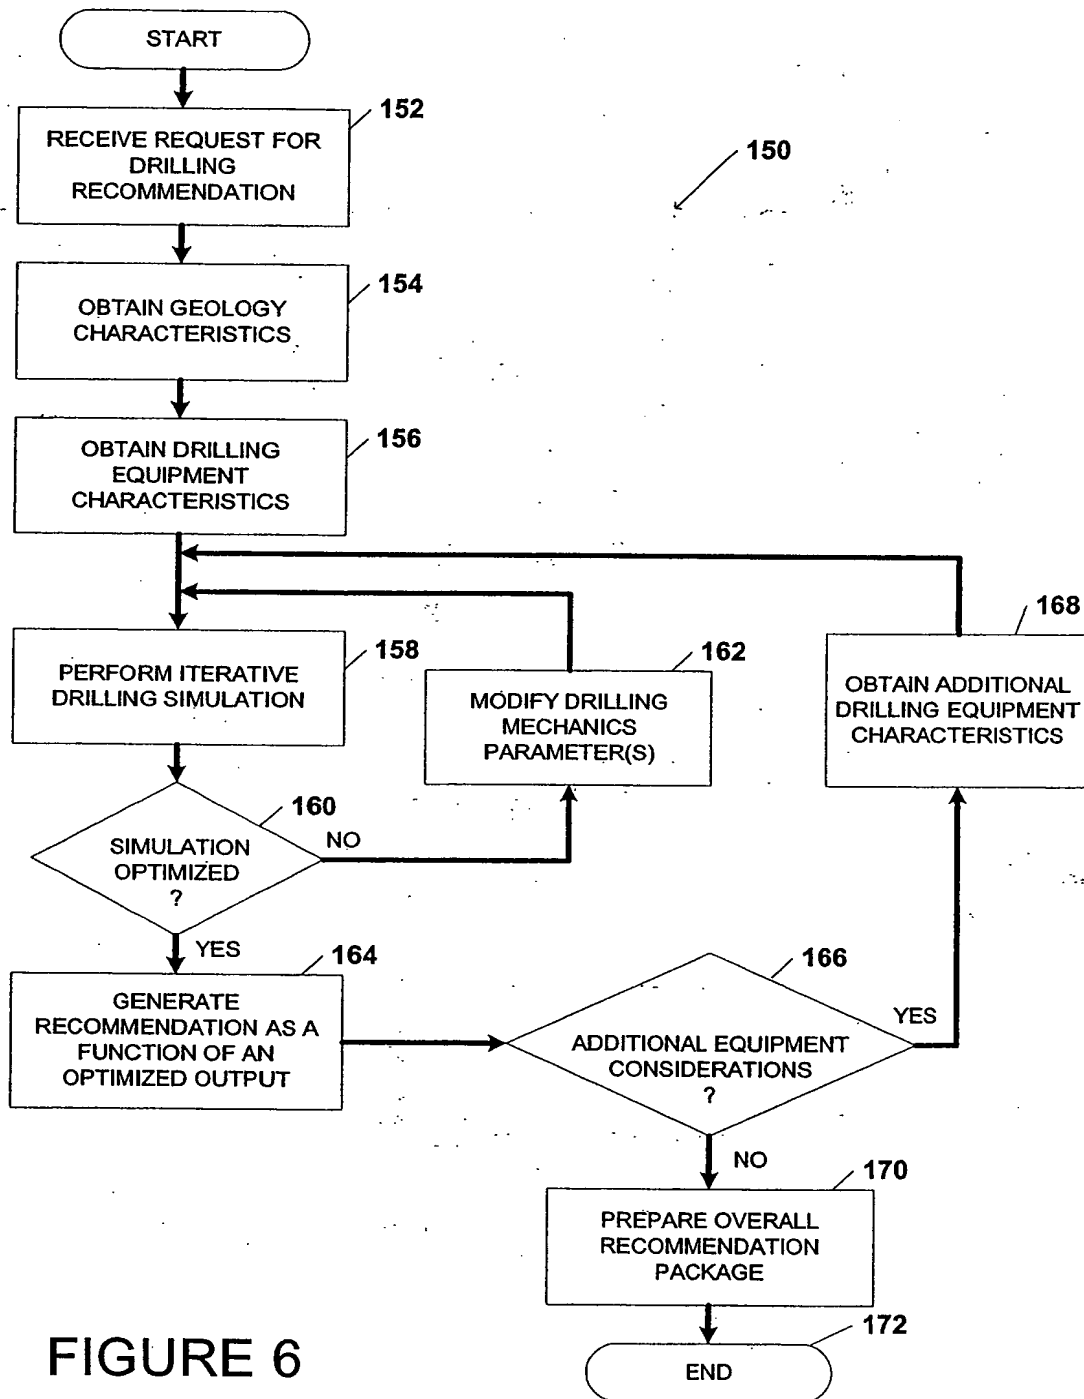 START
152
RECEIVE REQUEST FOR
DRILLING
RECOMMENDATION
150
154
OBTAIN GEOLOGY
CHARACTERISTICS
156
OBTAIN DRILLING
EQUIPMENT
CHARACTERISTICS
158
PERFORM ITERATIVE
DRILLING SIMULATION
162
MODIFY DRILLING
MECHANICS
PARAMETER(S)
168
OBTAIN ADDITIONAL
DRILLING EQUIPMENT
CHARACTERISTICS
160
SIMULATION
OPTIMIZED
?
NO
YES
164
GENERATE
RECOMMENDATION AS A
FUNCTION OF AN
OPTIMIZED OUTPUT
166
ADDITIONAL EQUIPMENT
CONSIDERATIONS
?
YES
NO
170
PREPARE OVERALL
RECOMMENDATION
PACKAGE
172
END
FIGURE 6